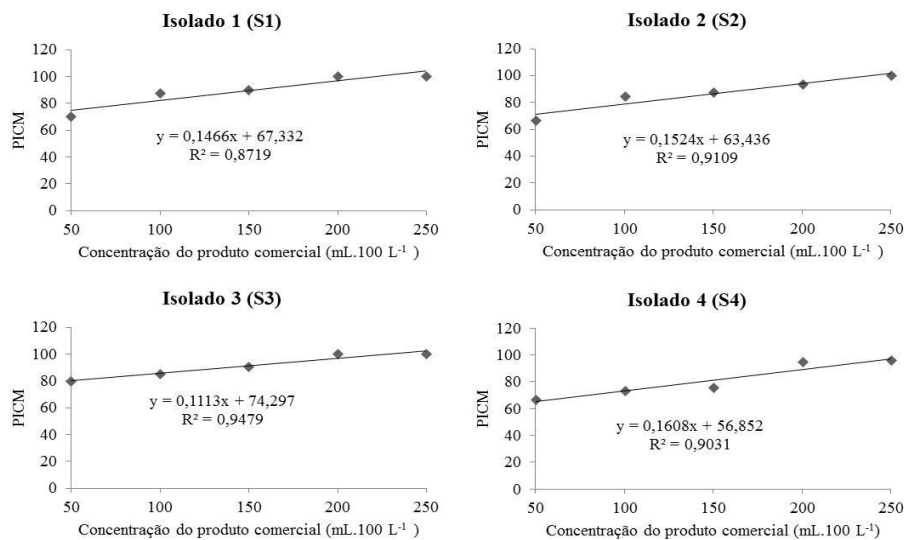 Isolado 1 (S1)
120
100
80
60
40
20
0
PICM
y = 0,1466x + 67,332
R² = 0,8719
50 100 150 200 250
Concentração do produto comercial (mL.100 L⁻¹ )
Isolado 2 (S2)
120
100
80
60
40
20
0
PICM
y = 0,1524x + 63,436
R² = 0,9109
50 100 150 200 250
Concentração do produto comercial (mL.100 L⁻¹ )
Isolado 3 (S3)
120
100
80
60
40
20
0
PICM
y = 0,1113x + 74,297
R² = 0,9479
50 100 150 200 250
Concentração do produto comercial (mL.100 L⁻¹ )
Isolado 4 (S4)
120
100
80
60
40
20
0
PICM
y = 0,1608x + 56,852
R² = 0,9031
50 100 150 200 250
Concentração do produto comercial (mL.100 L⁻¹ )